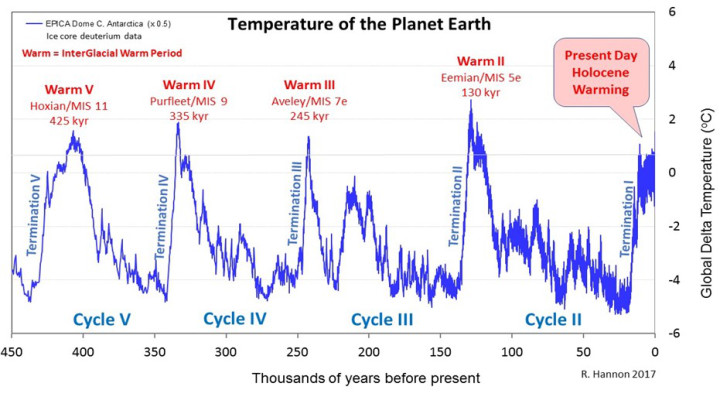 EPICA Dome C. Antarctica (x 0.5)
Ice core deuterium data
Temperature of the Planet Earth
Warm = InterGlacial Warm Period
Warm V
Hoxian/MIS 11
425 kyr
Warm IV
Purfleet/MIS 9
335 kyr
Warm III
Aveley/MIS 7e
245 kyr
Warm II
Eemian/MIS 5e
130 kyr
Present Day
Holocene
Warming
Termination V
Termination IV
Termination III
Termination II
Termination I
Cycle V
Cycle IV
Cycle III
Cycle II
6
4
2
0
-2
-4
-6
Global Delta Temperature (°C)
450 400 350 300 250 200 150 100 50 0
Thousands of years before present
R. Hannon 2017